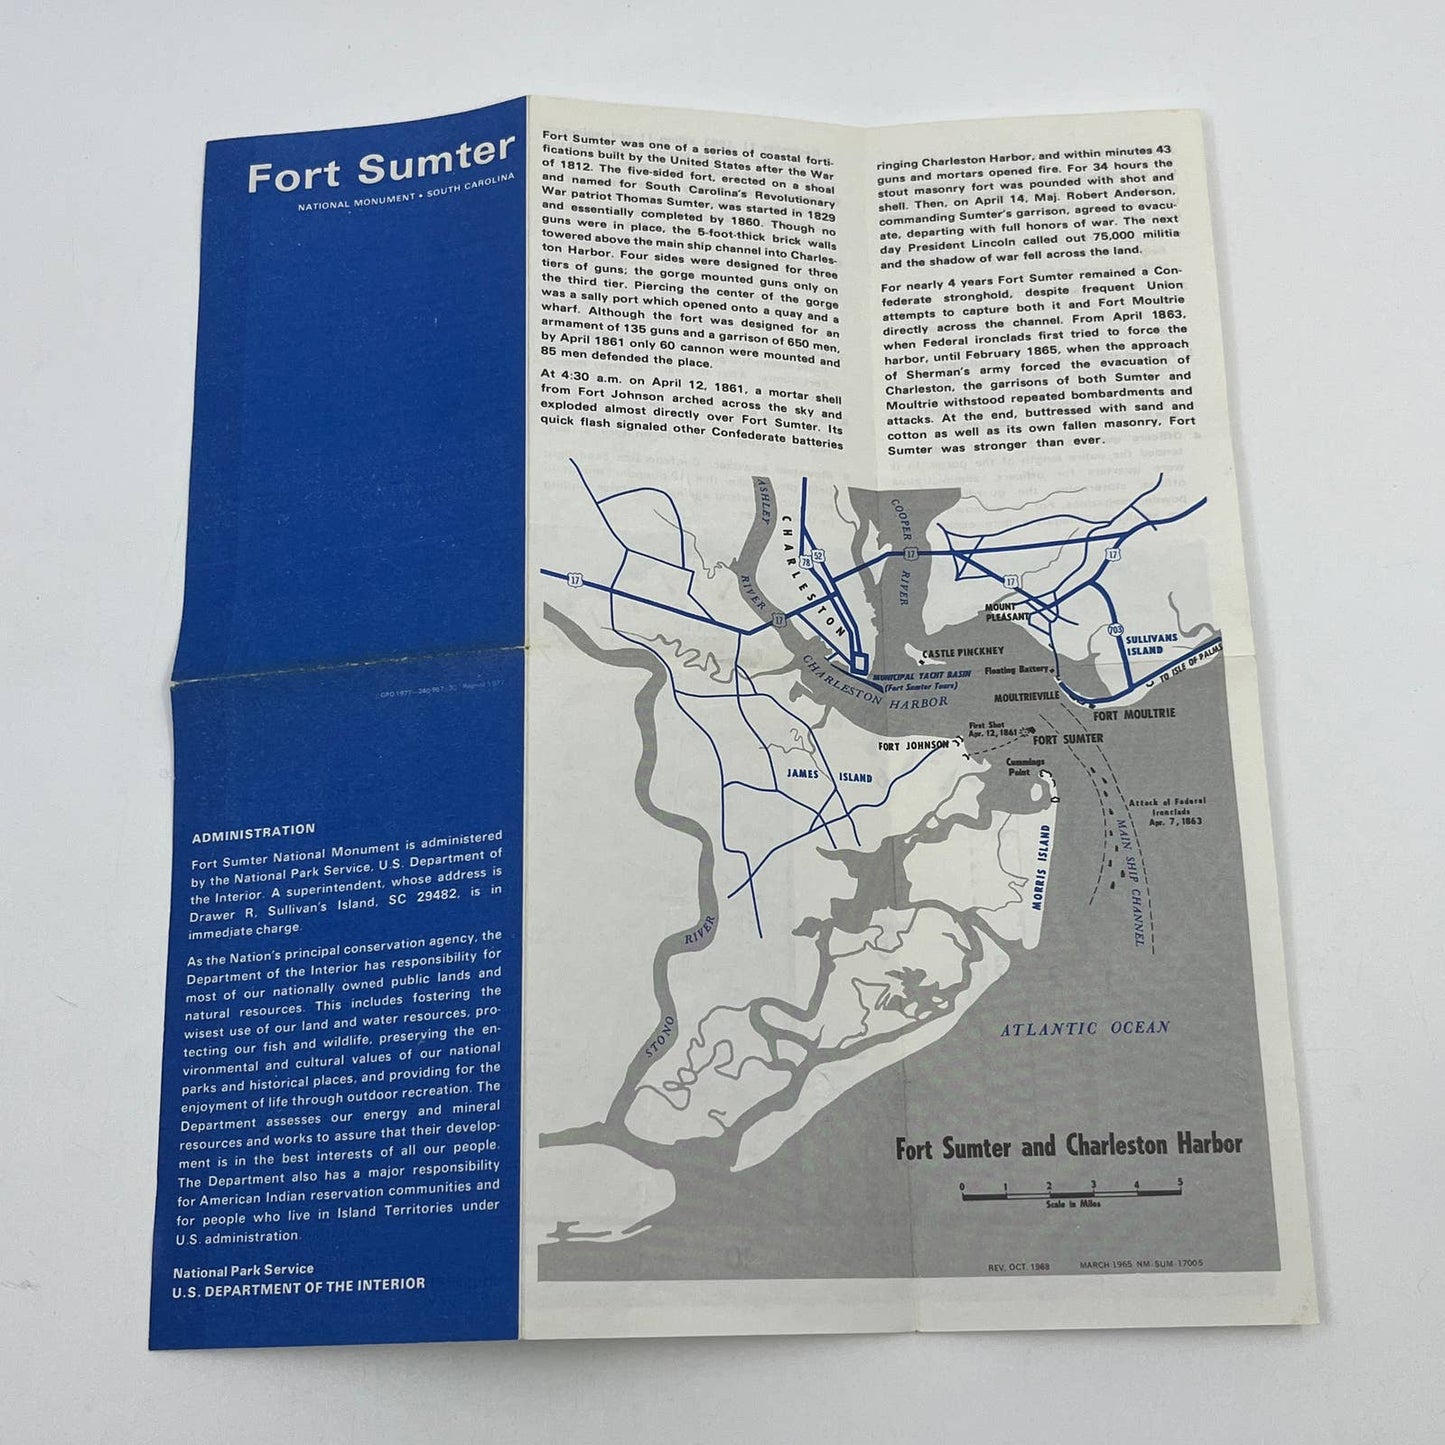 Fort Sumter
NATIONAL MONUMENT • SOUTH CAROLINA
GPO 1977—240-967
ADMINISTRATION
Fort Sumter National Monument is administered
by the National Park Service, U.S. Department of
the Interior. A superintendent, whose address is
Drawer R, Sullivan's Island, SC 29482, is in
immediate charge.
As the Nation's principal conservation agency, the
Department of the Interior has responsibility for
most of our nationally owned public lands and
natural resources. This includes fostering the
wisest use of our land and water resources, pro-
tecting our fish and wildlife, preserving the en-
vironmental and cultural values of our national
parks and historical places, and providing for the
enjoyment of life through outdoor recreation. The
Department assesses our energy and mineral
resources and works to assure that their develop-
ment is in the best interests of all our people.
The Department also has a major responsibility
for American Indian reservation communities and
for people who live in Island Territories under
U.S. administration.
National Park Service
U.S. DEPARTMENT OF THE INTERIOR
Fort Sumter was one of a series of coastal forti-
fications built by the United States after the War
of 1812. The five-sided fort, erected on a shoal
and named for South Carolina's Revolutionary
War patriot Thomas Sumter, was started in 1829
and essentially completed by 1860. Though no
guns were in place, the 5-foot-thick brick walls
towered above the main ship channel into Charles-
ton Harbor. Four sides were designed for three
tiers of guns; the gorge mounted guns only on
the third tier. Piercing the center of the gorge
was a sally port which opened onto a quay and a
wharf. Although the fort was designed for an
armament of 135 guns and a garrison of 650 men,
by April 1861 only 60 cannon were mounted and
85 men defended the place.
At 4:30 a.m. on April 12, 1861, a mortar shell
from Fort Johnson arched across the sky and
exploded almost directly over Fort Sumter. Its
quick flash signaled other Confederate batteries
ringing Charleston Harbor, and within minutes 43
guns and mortars opened fire. For 34 hours the
stout masonry fort was pounded with shot and
shell. Then, on April 14, Maj. Robert Anderson,
commanding Sumter's garrison, agreed to evacu-
ate, departing with full honors of war. The next
day President Lincoln called out 75,000 militia
and the shadow of war fell across the land.
For nearly 4 years Fort Sumter remained a Con-
federate stronghold, despite frequent Union
attempts to capture both it and Fort Moultrie
directly across the channel. From April 1863,
when Federal ironclads first tried to force the
harbor, until February 1865, when the approach
of Sherman's army forced the evacuation of
Charleston, the garrisons of both Sumter and
Moultrie withstood repeated bombardments and
attacks. At the end, buttressed with sand and
cotton as well as its own fallen masonry, Fort
Sumter was stronger than ever.
ASHLEY RIVER
CHARLESTON
COOPER RIVER
52
78
17
17
17
17
17
703
MOUNT
PLEASANT
SULLIVANS
ISLAND
CASTLE PINCKNEY
Floating Battery
TO ISLE OF PALMS
MUNICIPAL YACHT BASIN
(Fort Sumter Tours)
CHARLESTON HARBOR
MOULTRIEVILLE
FORT MOULTRIE
First Shot
Apr. 12, 1861
FORT SUMTER
FORT JOHNSON
Cummings
Point
JAMES ISLAND
Attack of Federal
Ironclads
Apr. 7, 1863
MORRIS ISLAND
MAIN SHIP CHANNEL
STONO RIVER
ATLANTIC OCEAN
Fort Sumter and Charleston Harbor
0 1 2 3 4 5
Scale in Miles
REV. OCT. 1968 MARCH 1965 NM-SUM-17005